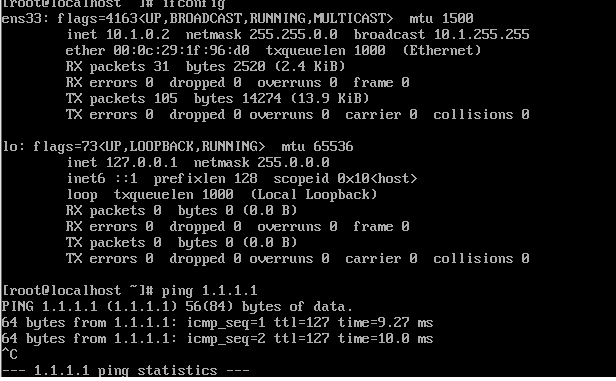 [root@localhost ~]# ifconfig
ens33: flags=4163<UP,BROADCAST,RUNNING,MULTICAST>  mtu 1500
        inet 10.1.0.2  netmask 255.255.0.0  broadcast 10.1.255.255
        ether 00:0c:29:1f:96:d0  txqueuelen 1000  (Ethernet)
        RX packets 31  bytes 2520 (2.4 KiB)
        RX errors 0  dropped 0  overruns 0  frame 0
        TX packets 105  bytes 14274 (13.9 KiB)
        TX errors 0  dropped 0 overruns 0  carrier 0  collisions 0

lo: flags=73<UP,LOOPBACK,RUNNING>  mtu 65536
        inet 127.0.0.1  netmask 255.0.0.0
        inet6 ::1  prefixlen 128  scopeid 0x10<host>
        loop  txqueuelen 1000  (Local Loopback)
        RX packets 0  bytes 0 (0.0 B)
        RX errors 0  dropped 0  overruns 0  frame 0
        TX packets 0  bytes 0 (0.0 B)
        TX errors 0  dropped 0 overruns 0  carrier 0  collisions 0

[root@localhost ~]# ping 1.1.1.1
PING 1.1.1.1 (1.1.1.1) 56(84) bytes of data.
64 bytes from 1.1.1.1: icmp_seq=1 ttl=127 time=9.27 ms
64 bytes from 1.1.1.1: icmp_seq=2 ttl=127 time=10.0 ms
^C
--- 1.1.1.1 ping statistics ---